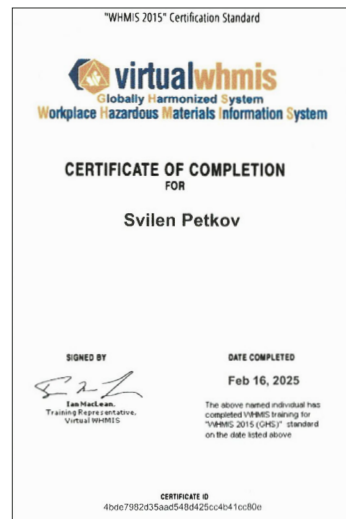 "WHMIS 2015" Certification Standard
virtualwhmis
Globally Harmonized System
Workplace Hazardous Materials Information System
CERTIFICATE OF COMPLETION
FOR
Svilen Petkov
SIGNED BY
Ian MacLean,
Training Representative,
Virtual WHMIS
DATE COMPLETED
Feb 16, 2025
The above named individual has
completed WHMIS training for
"WHMIS 2015 (GHS)" standard
on the date listed above
CERTIFICATE ID
4bde7982d35aad548d425cc4b41cc80e